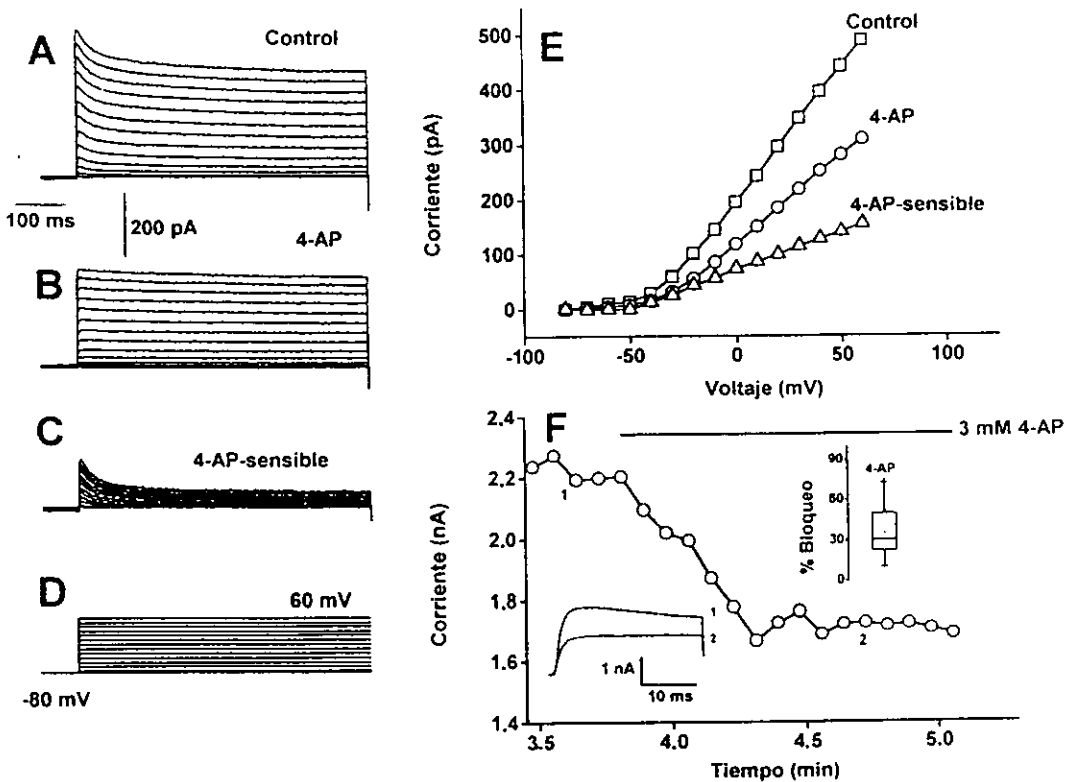 A
Control
100 ms
200 pA
4-AP
B
C
4-AP-sensible
D
60 mV
-80 mV
E
Corriente (pA)
500
400
300
200
100
0
-100
-50
0
50
100
Voltaje (mV)
Control
4-AP
4-AP-sensible
F
Corriente (nA)
2,4
2,2
2.0
1.8
1.6
1.4
3.5
4.0
4.5
5.0
Tiempo (min)
3 mM 4-AP
1
2
1
2
1 nA
10 ms
% Bloqueo
90
60
30
0
4-AP